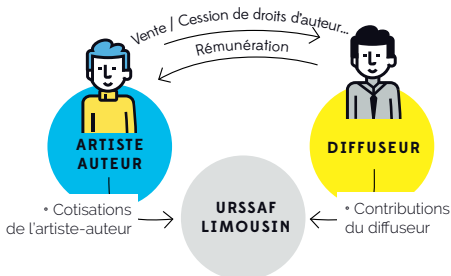 Vente / Cession de droits d'auteur...
Rémunération
ARTISTE
AUTEUR
DIFFUSEUR
• Cotisations
de l'artiste-auteur
URSSAF
LIMOUSIN
• Contributions
du diffuseur